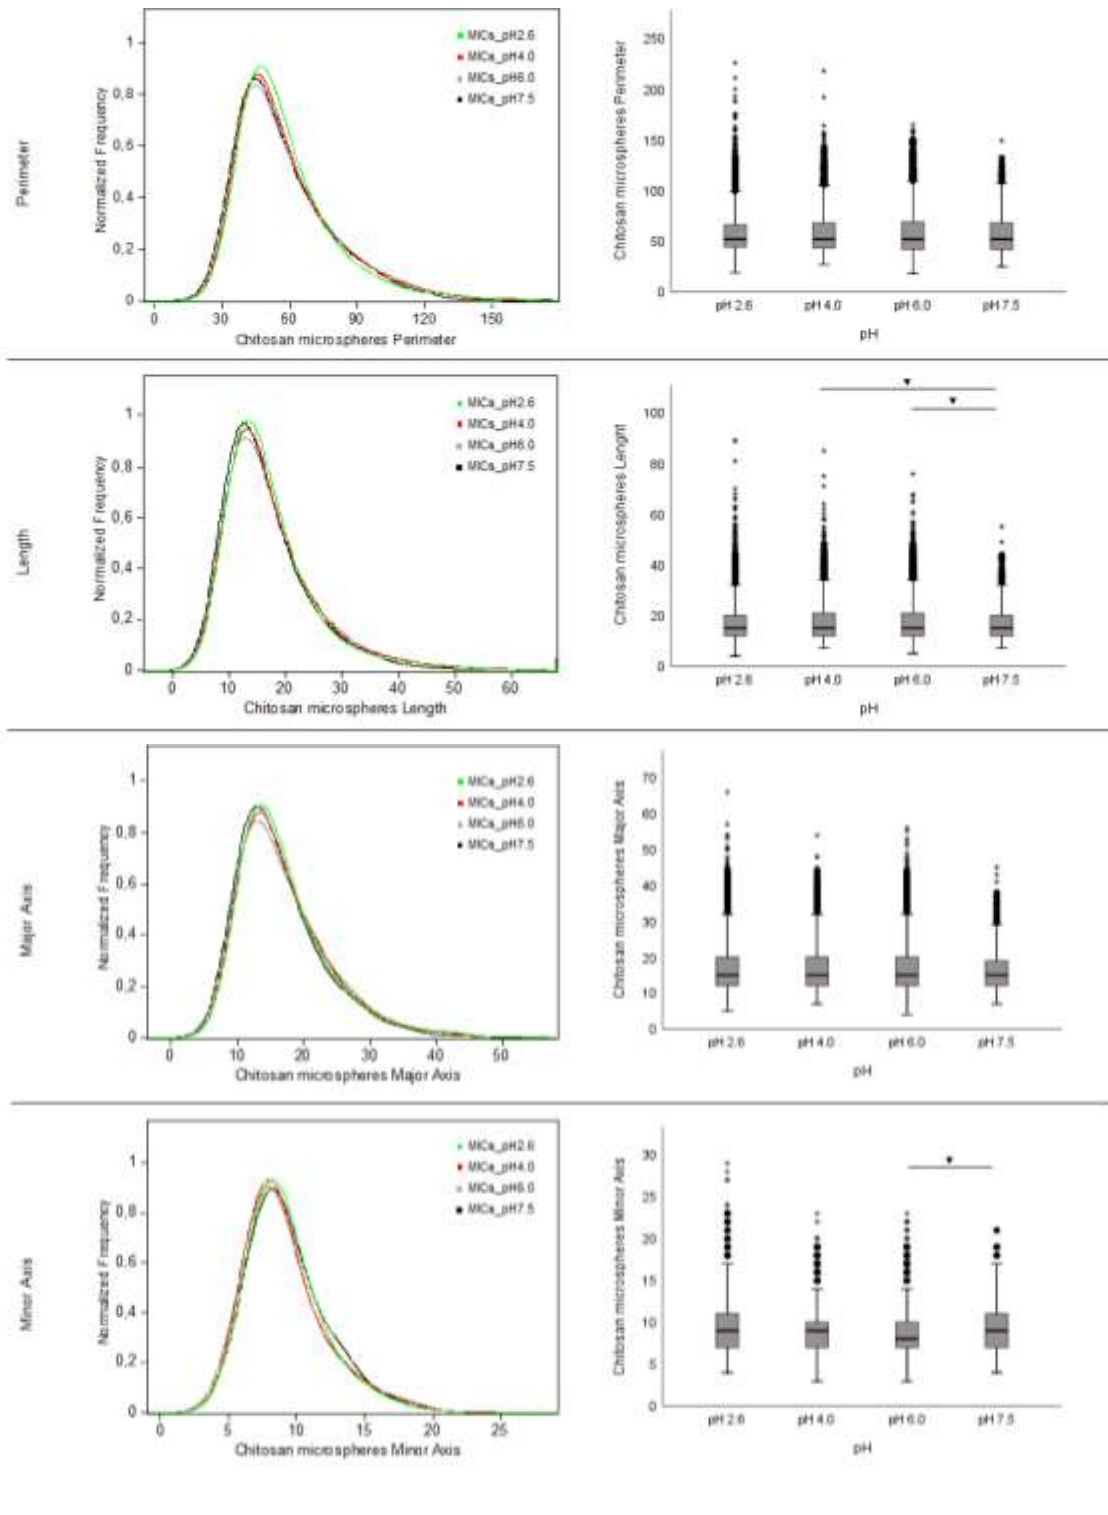 Perimeter
Normalized Frequency
1
0,8
0,6
0,4
0,2
0
0 30 60 90 120 150
Chitosan microspheres Perimeter
MICs_pH2.6
MICs_pH4.0
MICs_pH6.0
MICs_pH7.5
Chitosan microspheres Perimeter
250
200
150
100
50
0
pH 2.6 pH 4.0 pH 6.0 pH 7.5
pH
Length
Normalized Frequency
1
0,8
0,6
0,4
0,2
0
0 10 20 30 40 50 60
Chitosan microspheres Length
MICs_pH2.6
MICs_pH4.0
MICs_pH6.0
MICs_pH7.5
Chitosan microspheres Lenght
100
80
60
40
20
0
pH 2.6 pH 4.0 pH 6.0 pH 7.5
pH
Major Axis
Normalized Frequency
1
0,8
0,6
0,4
0,2
0
0 10 20 30 40 50
Chitosan microspheres Major Axis
MICs_pH2.6
MICs_pH4.0
MICs_pH6.0
MICs_pH7.5
Chitosan microspheres Major Axis
70
60
50
40
30
20
10
0
pH 2.6 pH 4.0 pH 6.0 pH 7.5
pH
Minor Axis
Normalized Frequency
1
0,8
0,6
0,4
0,2
0
0 5 10 15 20 25
Chitosan microspheres Minor Axis
MICs_pH2.6
MICs_pH4.0
MICs_pH6.0
MICs_pH7.5
Chitosan microspheres Minor Axis
30
25
20
15
10
5
0
pH 2.6 pH 4.0 pH 6.0 pH 7.5
pH